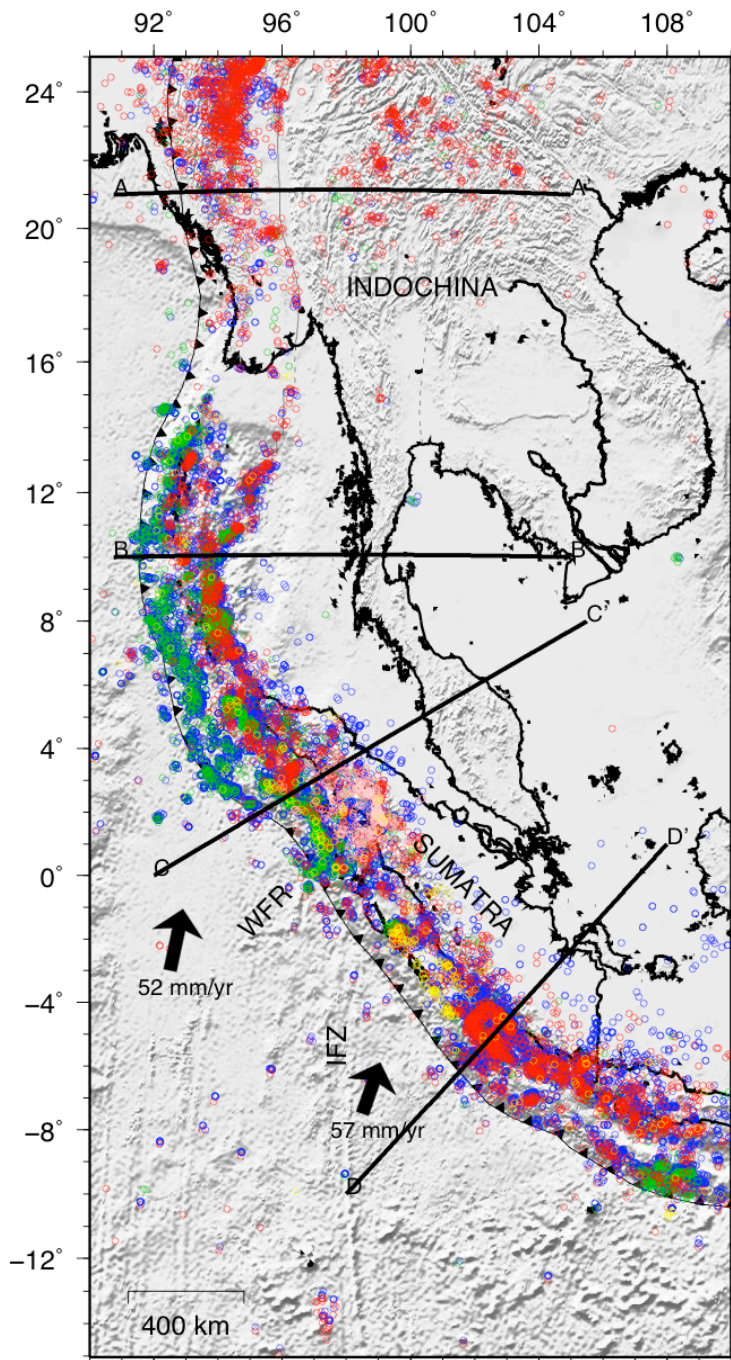 92° 96° 100° 104° 108°
24°
A A'
20°
INDOCHINA
16°
12°
B B'
8°
C'
4°
D'
0°
C
SUMATRA
WFR
52 mm/yr
−4°
IFZ
57 mm/yr
−8°
D
−12°
400 km